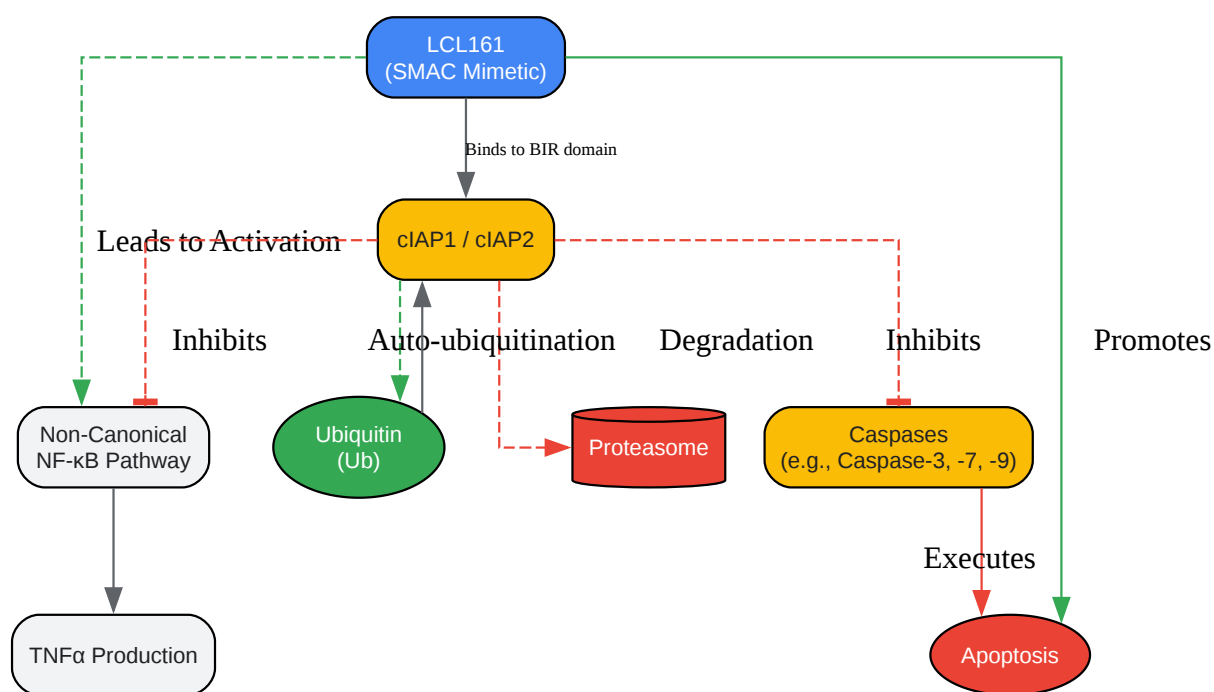 LCL161
(SMAC Mimetic)
Binds to BIR domain
Leads to Activation
cIAP1 / cIAP2
Inhibits
Auto-ubiquitination
Degradation
Inhibits
Promotes
Non-Canonical
NF-κB Pathway
Ubiquitin
(Ub)
Proteasome
Caspases
(e.g., Caspase-3, -7, -9)
Executes
TNFα Production
Apoptosis